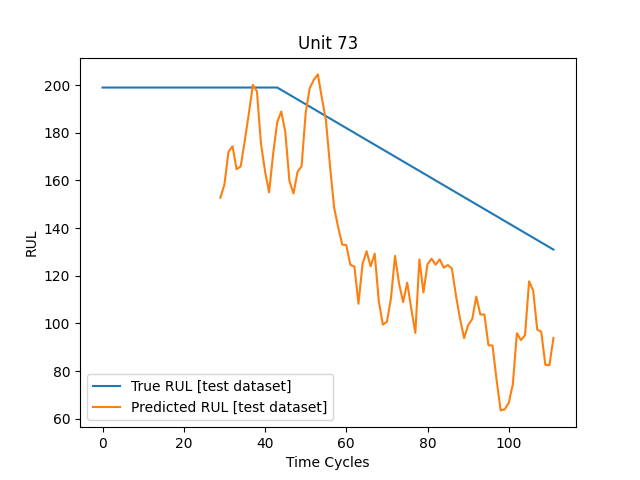 Unit 73
RUL
200
180
160
140
120
100
80
60
True RUL [test dataset]
Predicted RUL [test dataset]
0 20 40 60 80 100
Time Cycles